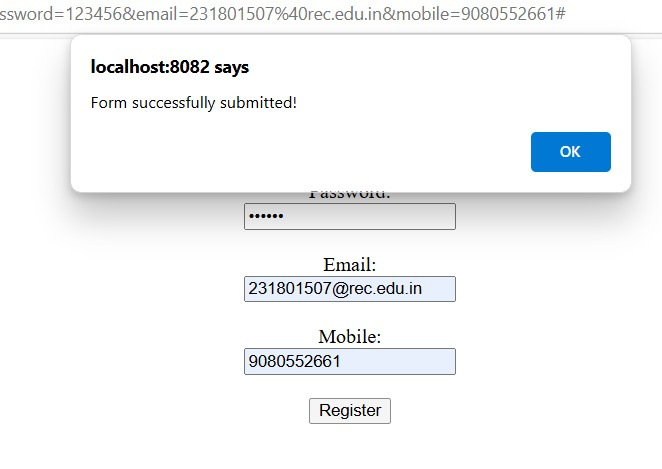 ssword=123456&email=231801507%40rec.edu.in&mobile=9080552661#
localhost:8082 says
Form successfully submitted!
OK
Password:
••••••
Email:
231801507@rec.edu.in
Mobile:
9080552661
Register